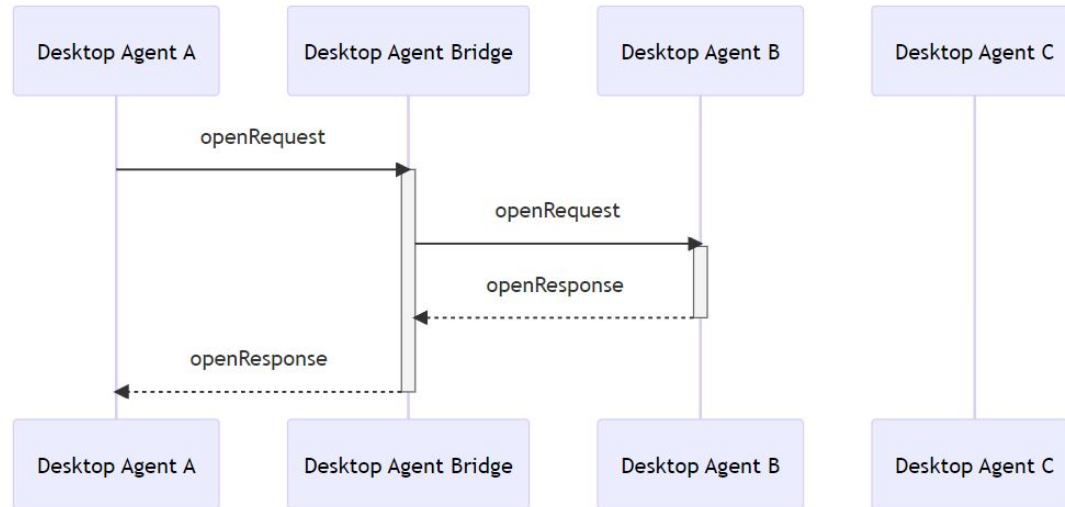 Desktop Agent A
Desktop Agent Bridge
Desktop Agent B
Desktop Agent C
openRequest
openRequest
openResponse
openResponse
Desktop Agent A
Desktop Agent Bridge
Desktop Agent B
Desktop Agent C